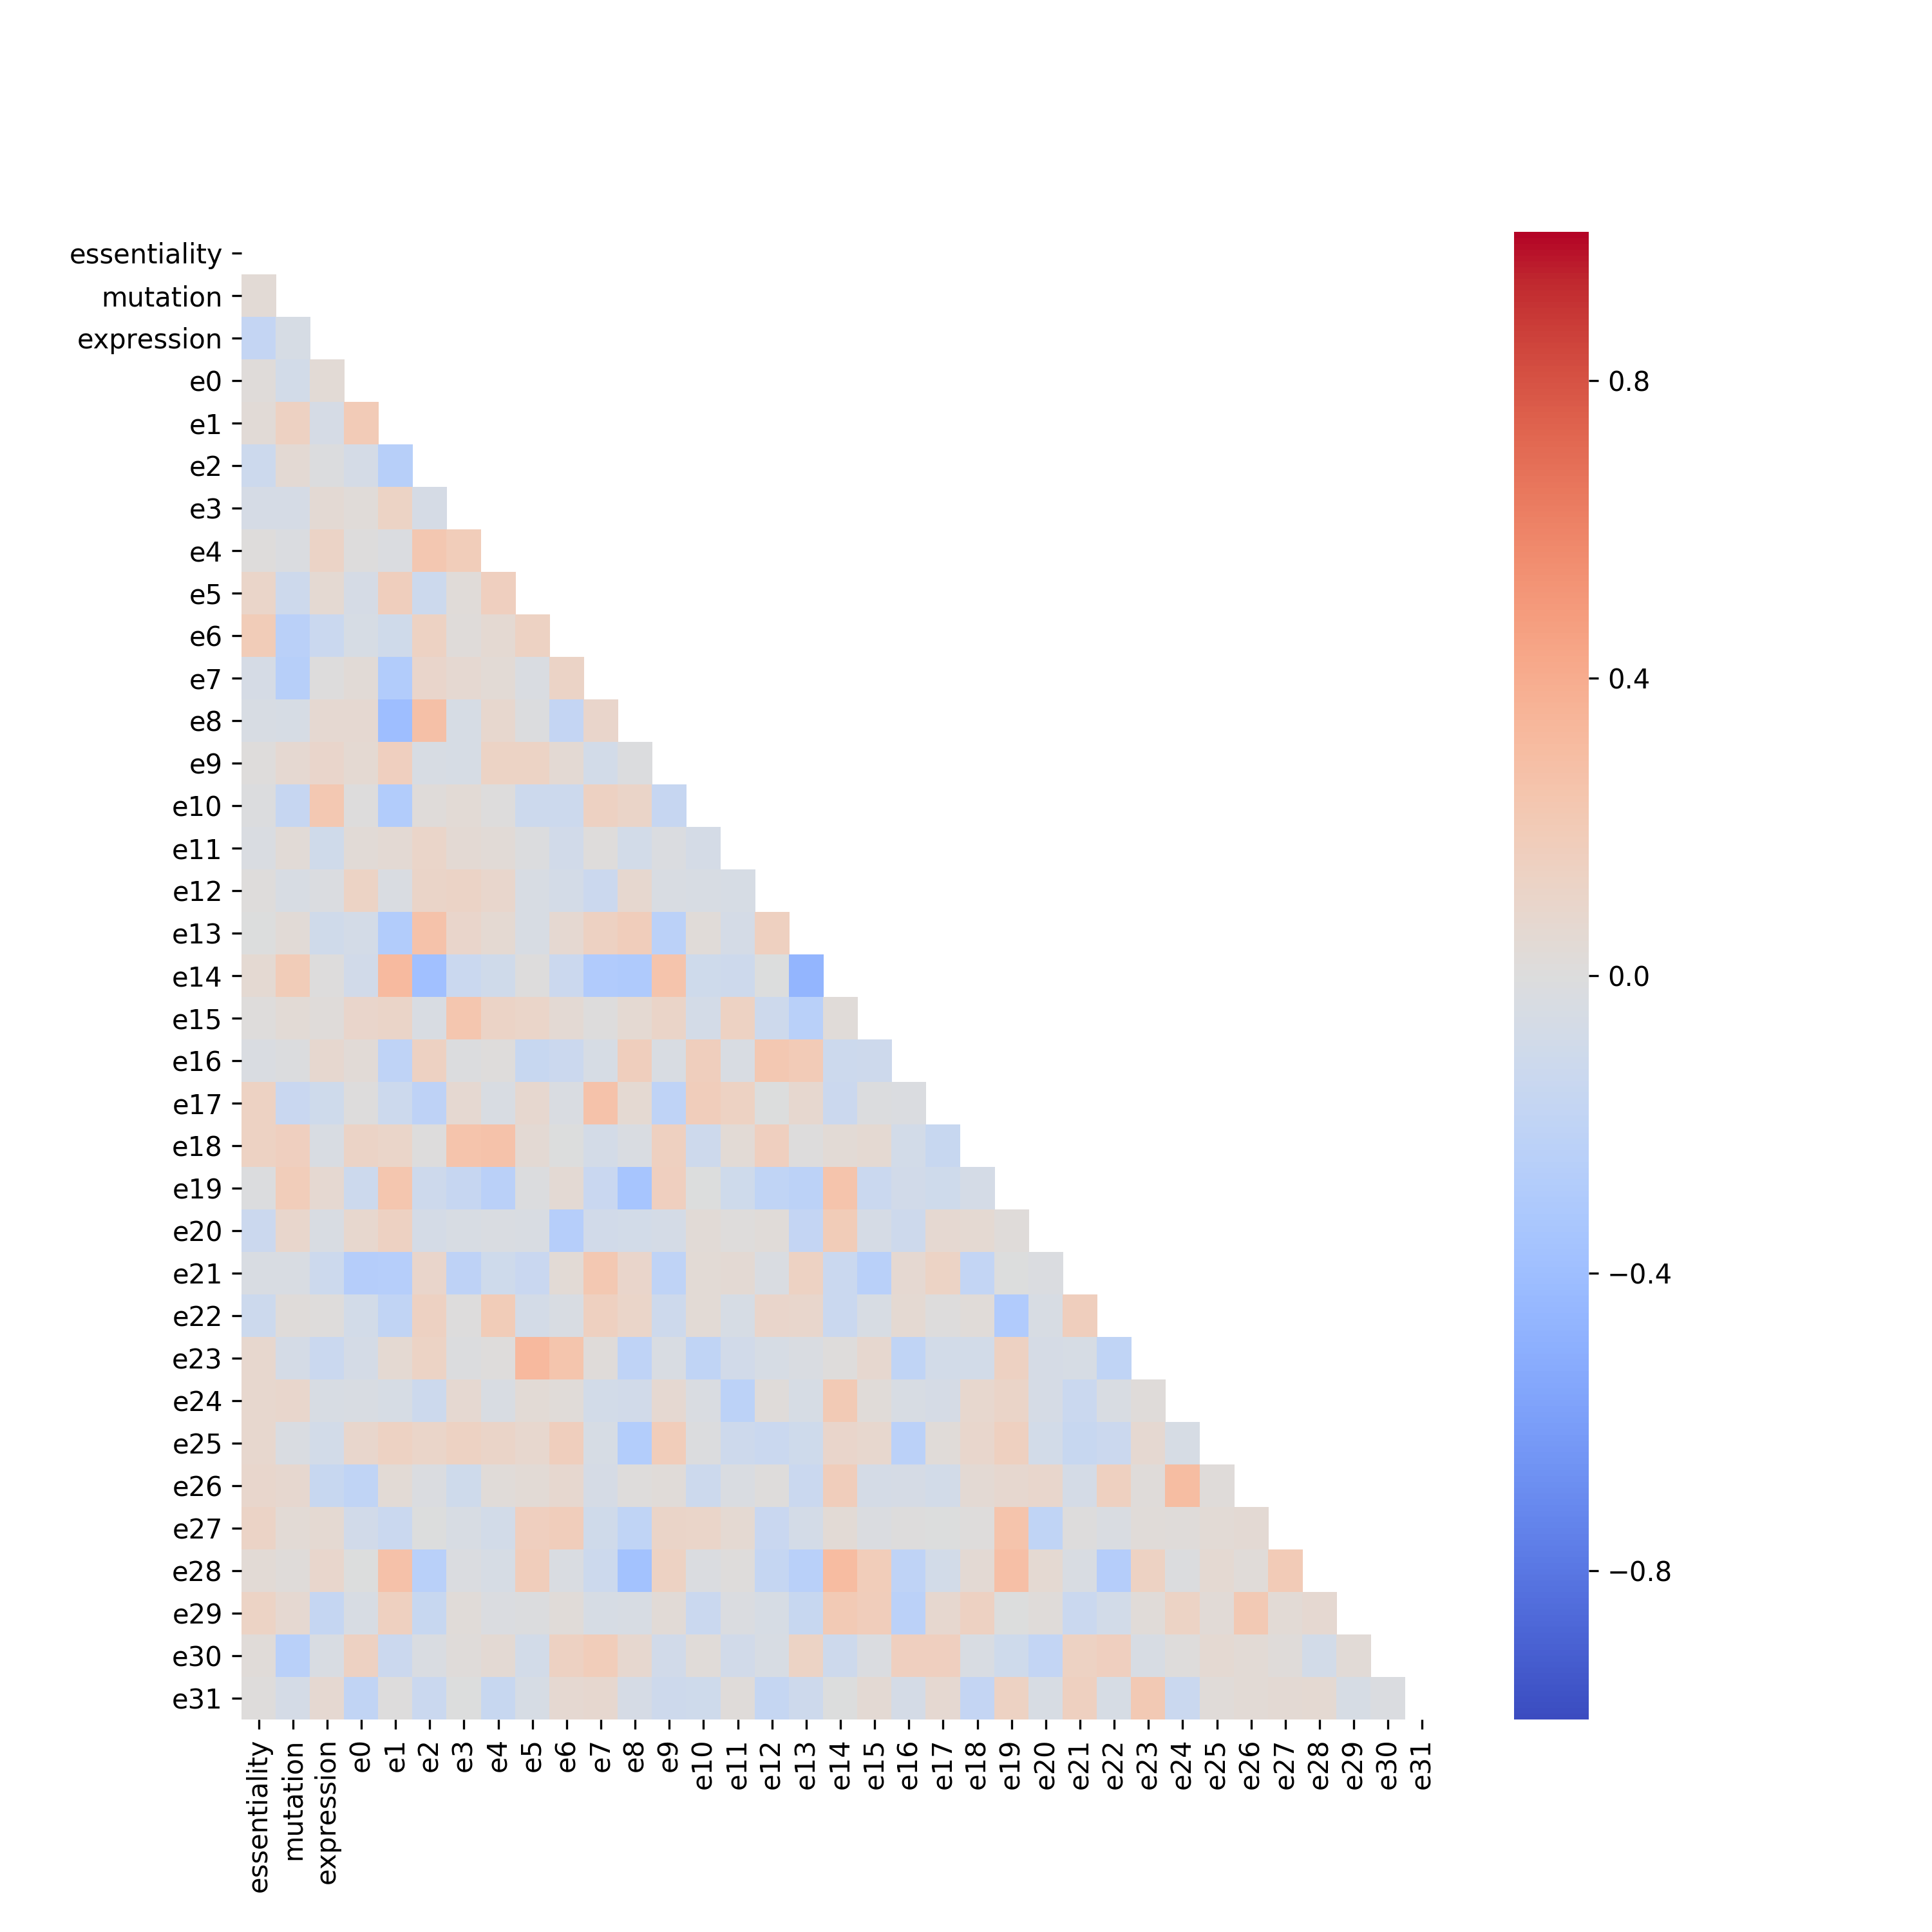 essentiality
mutation
expression
e0
e1
e2
e3
e4
e5
e6
e7
e8
e9
e10
e11
e12
e13
e14
e15
e16
e17
e18
e19
e20
e21
e22
e23
e24
e25
e26
e27
e28
e29
e30
e31
essentiality mutation expression e0 e1 e2 e3 e4 e5 e6 e7 e8 e9 e10 e11 e12 e13 e14 e15 e16 e17 e18 e19 e20 e21 e22 e23 e24 e25 e26 e27 e28 e29 e30 e31
0.8
0.4
0.0
−0.4
−0.8